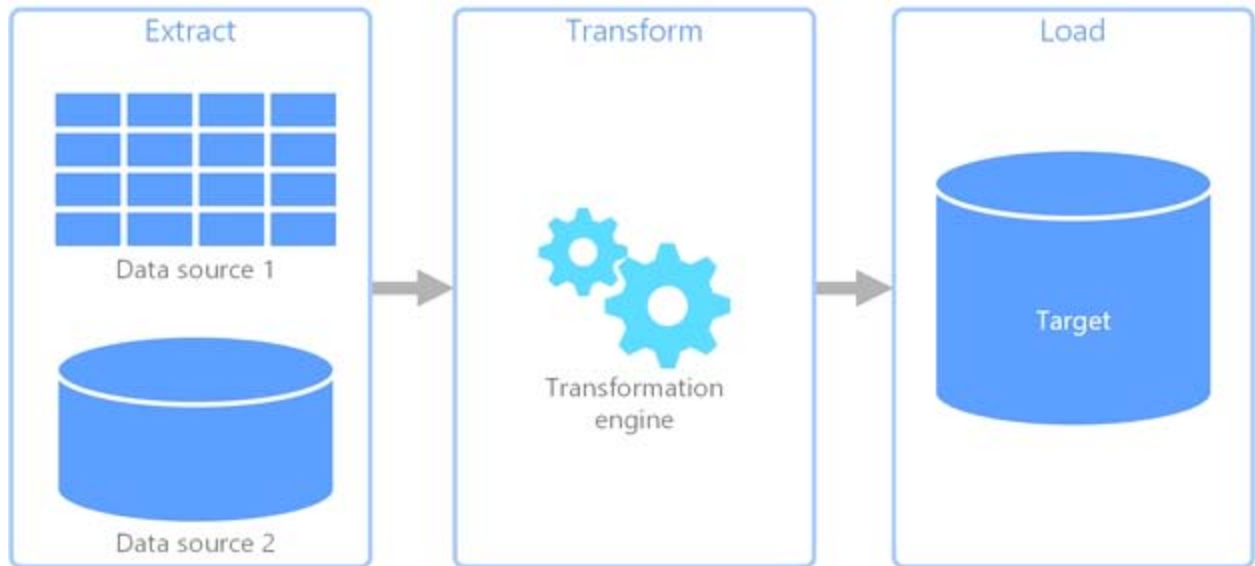 Extract
Data source 1
Data source 2
Transform
Transformation
engine
Load
Target